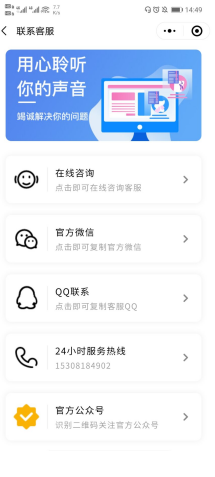 7.7
K/s
14:49
联系客服
用心聆听
你的声音
竭诚解决你的问题
在线咨询
点击即可在线咨询客服
官方微信
点击即可复制官方微信
QQ联系
点击即可复制客服QQ
24小时服务热线
15308184902
官方公众号
识别二维码关注官方公众号